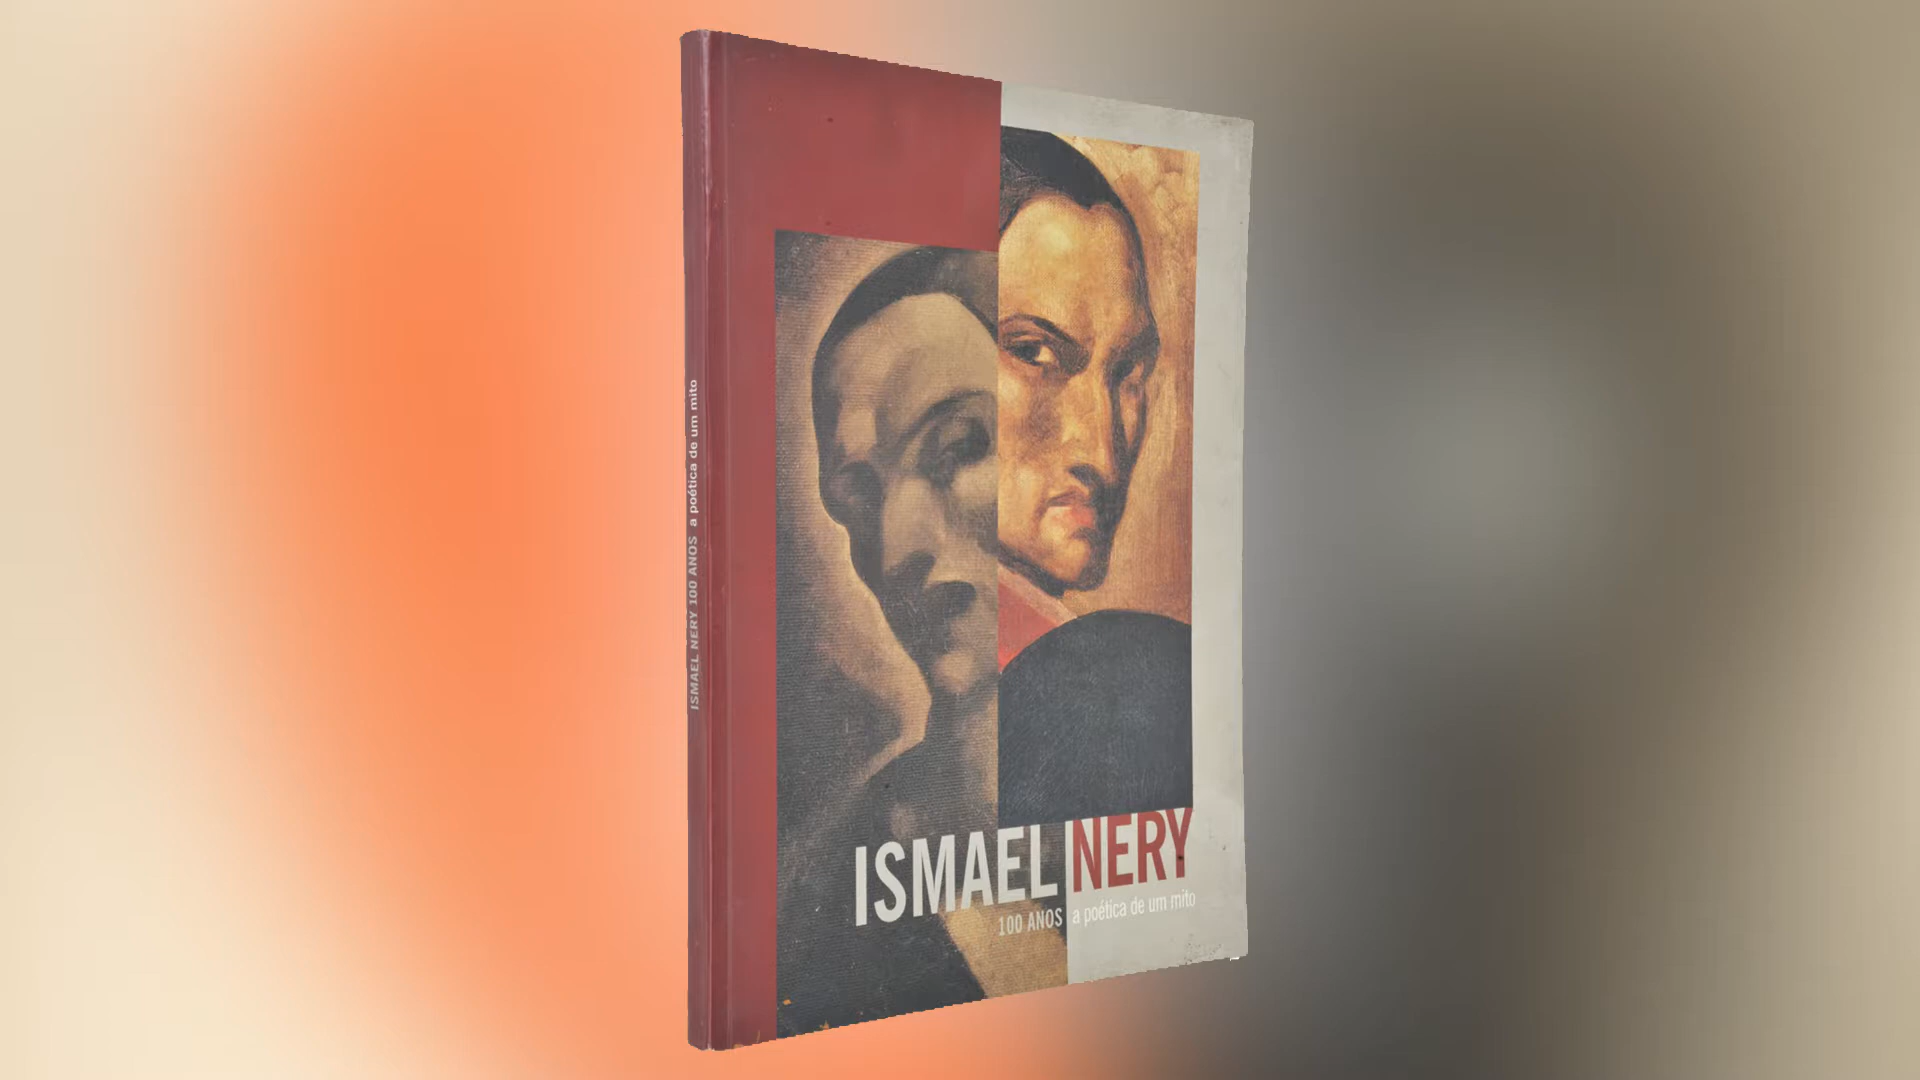 ISMAEL NERY 100 ANOS a poética de um mito
ISMAEL NERY
100 ANOS a poética de um mito